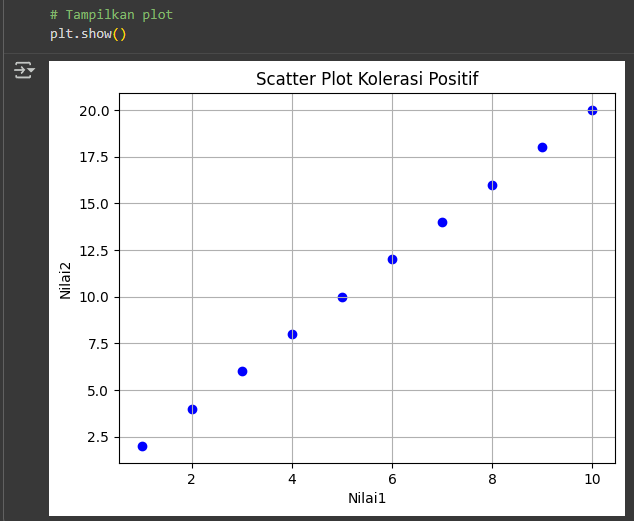 # Tampilkan plot
plt.show()
Scatter Plot Kolerasi Positif
20.0
17.5
15.0
12.5
10.0
7.5
5.0
2.5
Nilai2
2 4 6 8 10
Nilai1